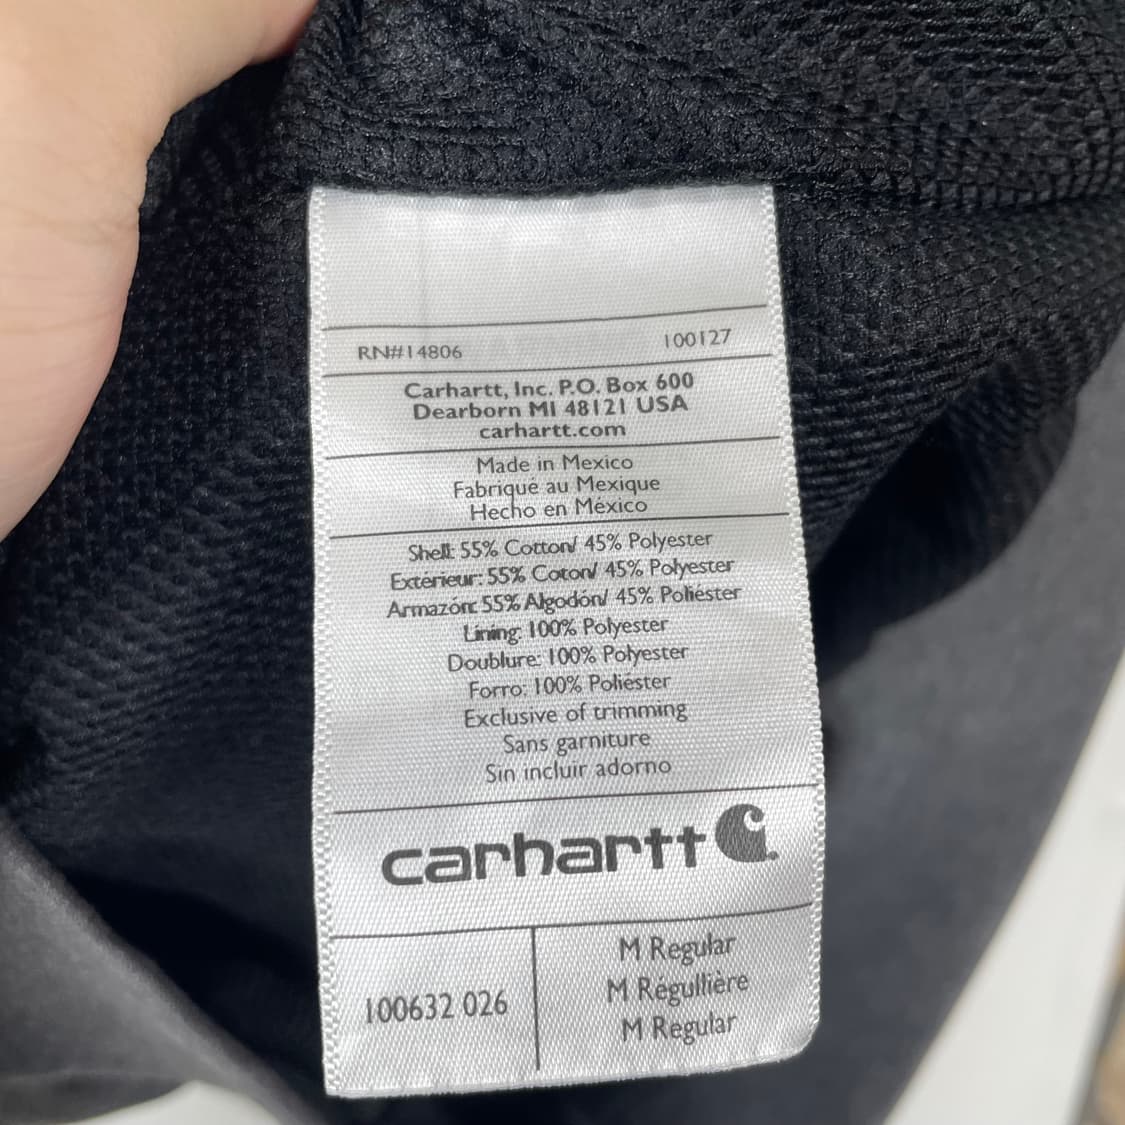 RN#14806 100127
Carhartt, Inc. P.O. Box 600
Dearborn MI 48121 USA
carhartt.com
Made in Mexico
Fabriqué au Mexique
Hecho en México
Shell: 55% Cotton/ 45% Polyester
Extérieur: 55% Coton/ 45% Polyester
Armazón: 55% Algodón/ 45% Poliéster
Lining: 100% Polyester
Doublure: 100% Polyester
Forro: 100% Poliester
Exclusive of trimming
Sans garniture
Sin incluir adorno
carhartt
100632 026
M Regular
M Régullière
M Regular